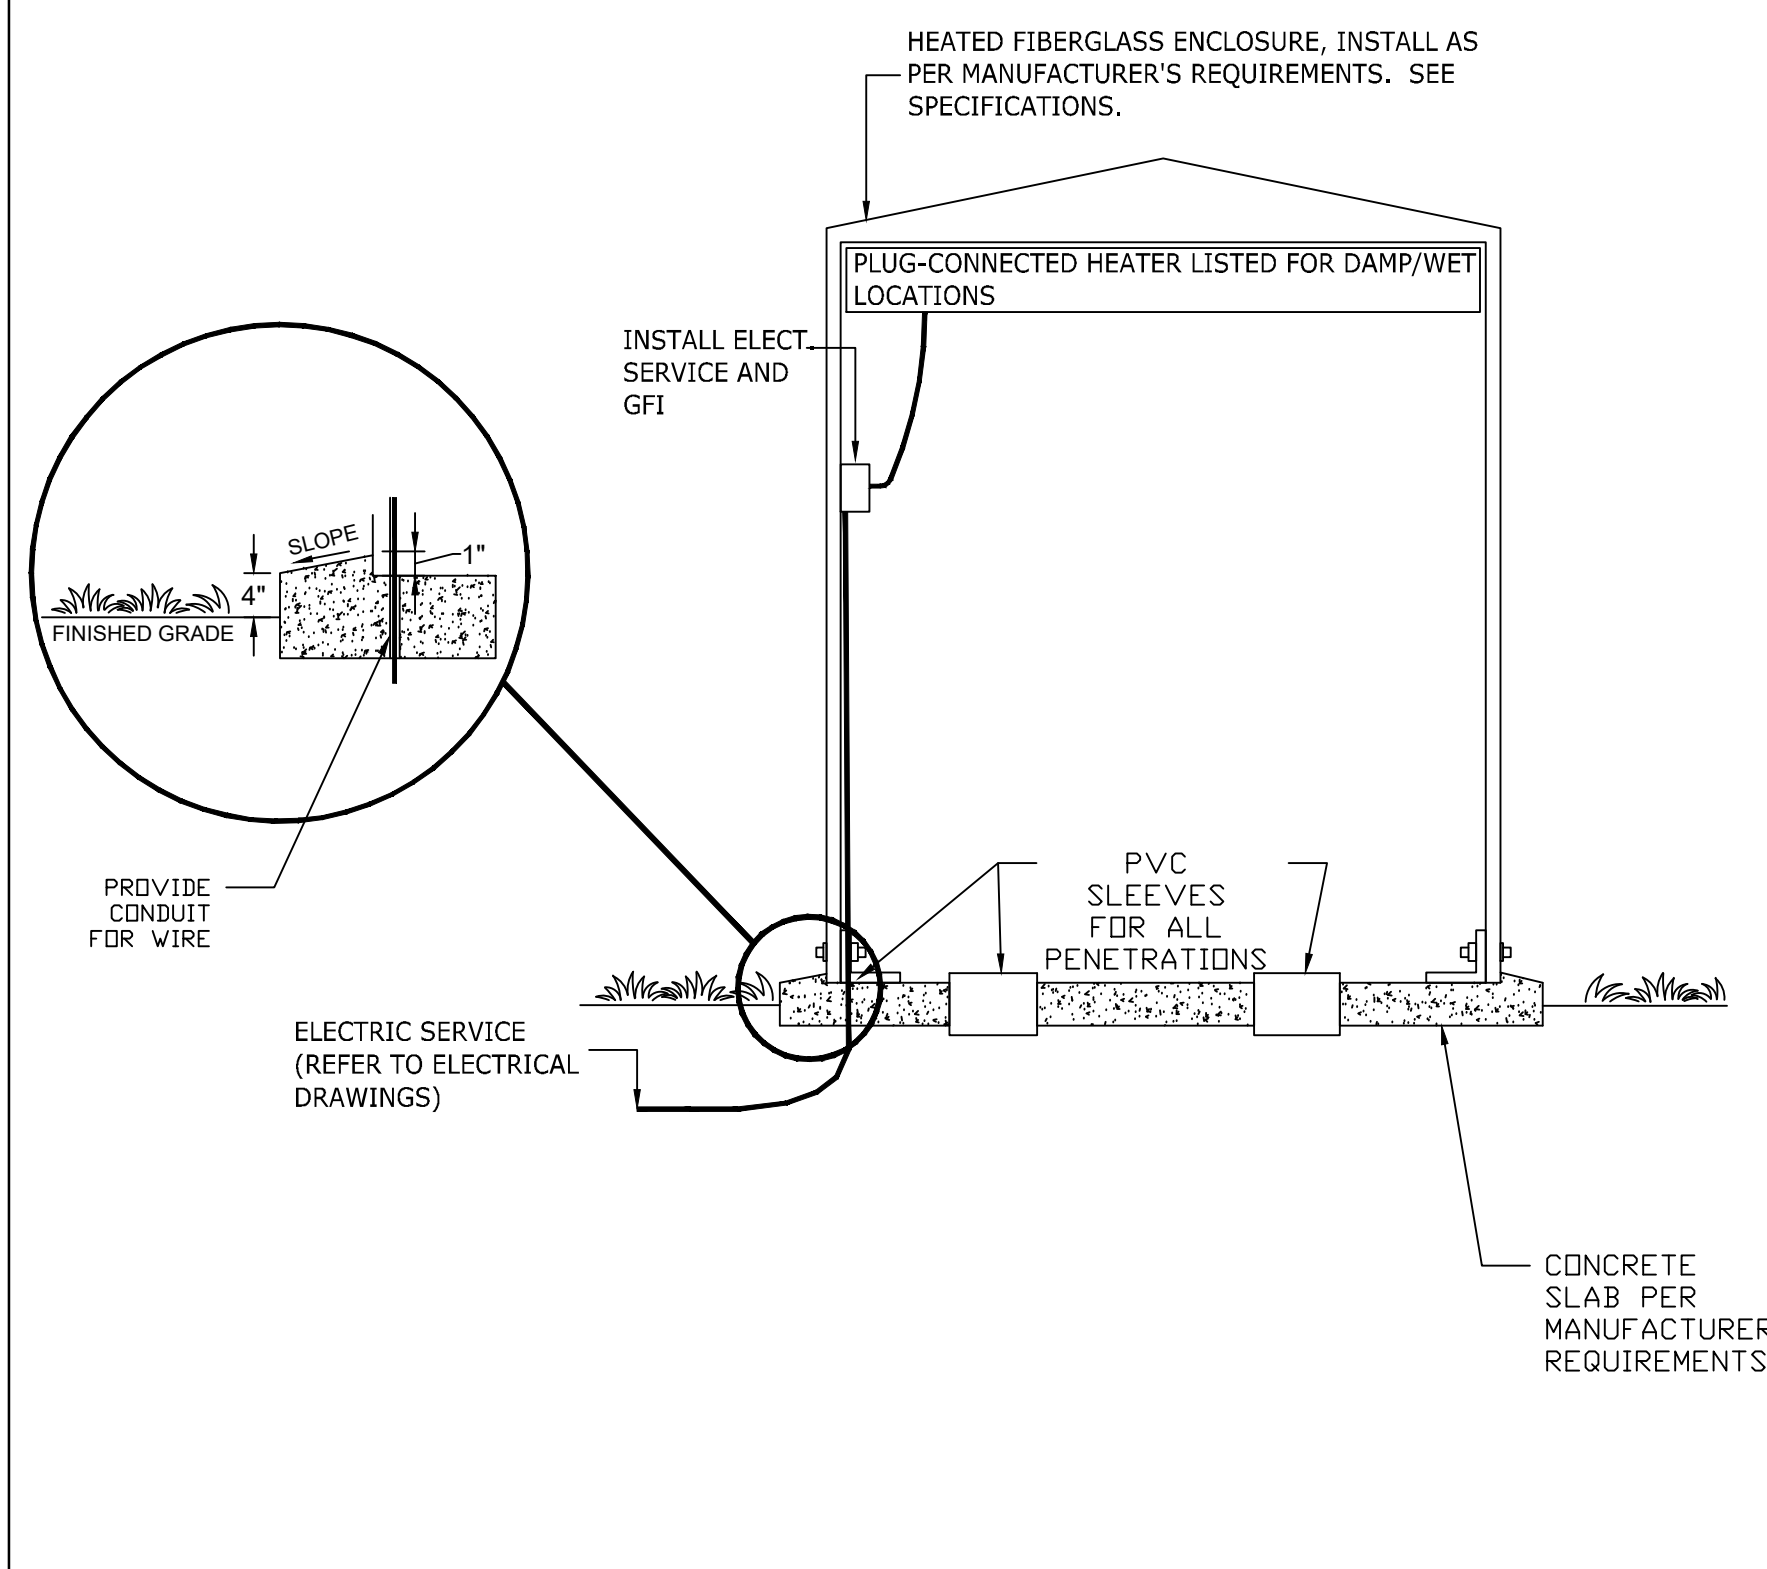 HEATED FIBERGLASS ENCLOSURE, INSTALL AS
PER MANUFACTURER'S REQUIREMENTS. SEE
SPECIFICATIONS.
PLUG-CONNECTED HEATER LISTED FOR DAMP/WET
LOCATIONS
INSTALL ELECT
SERVICE AND
GFI
SLOPE
1"
4"
FINISHED GRADE
PROVIDE
CONDUIT
FOR WIRE
PVC
SLEEVES
FOR ALL
PENETRATIONS
ELECTRIC SERVICE
(REFER TO ELECTRICAL
DRAWINGS)
CONCRETE
SLAB PER
MANUFACTURER
REQUIREMENTS